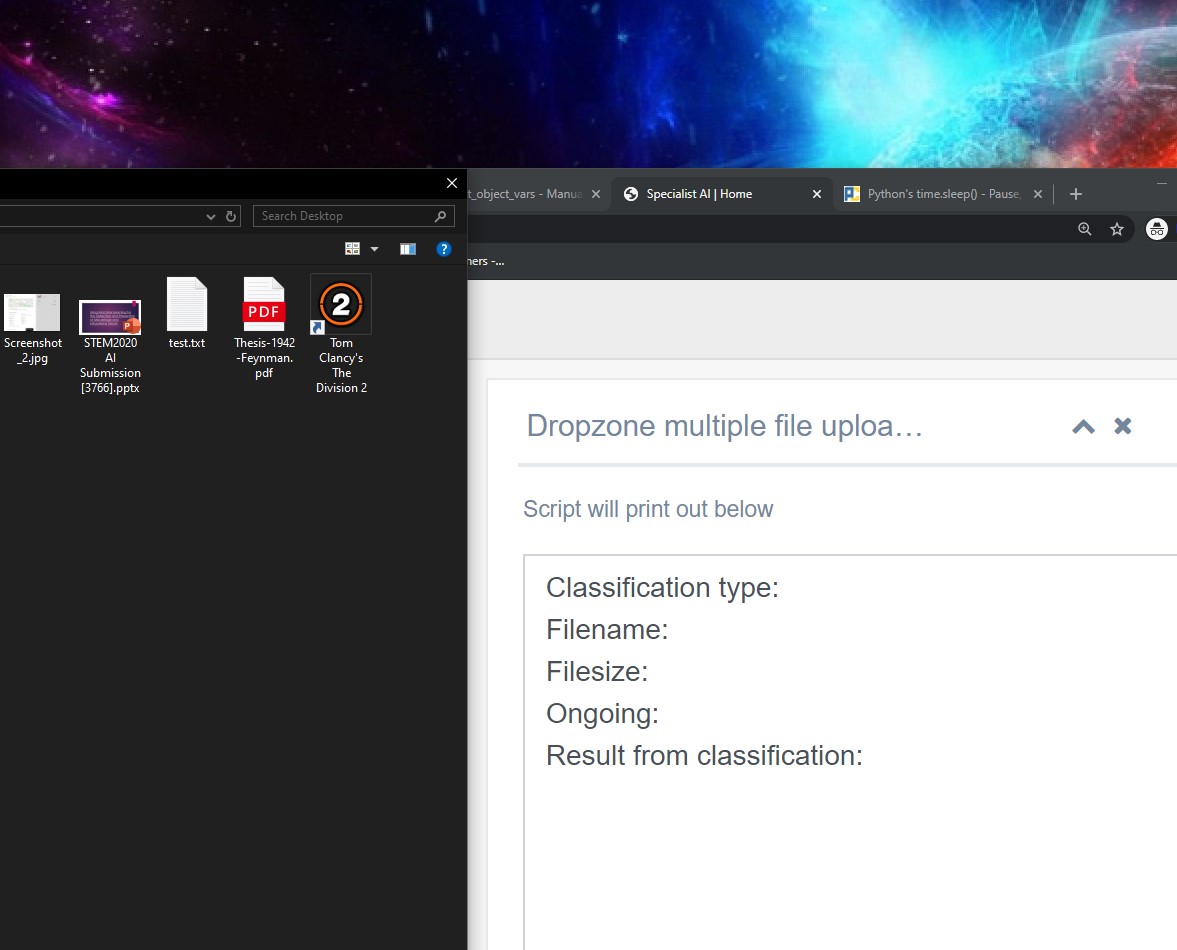 t_object_vars - Manua
Specialist AI | Home
Python's time.sleep() - Pause,
Search Desktop
ners -...
PDF
2
Screenshot
_2.jpg
STEM2020
AI
Submission
[3766].pptx
test.txt
Thesis-1942
-Feynman.
pdf
Tom
Clancy's
The
Division 2
Dropzone multiple file uploa…
Script will print out below
Classification type:
Filename:
Filesize:
Ongoing:
Result from classification: